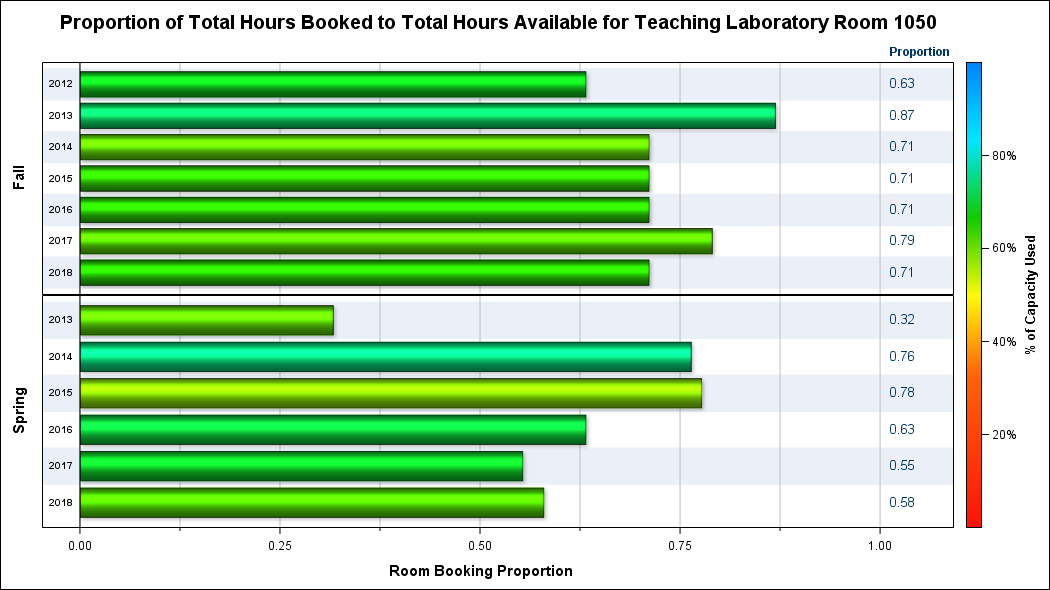 Proportion of Total Hours Booked to Total Hours Available for Teaching Laboratory Room 1050
Proportion
Fall
2012 0.63
2013 0.87
2014 0.71
2015 0.71
2016 0.71
2017 0.79
2018 0.71
Spring
2013 0.32
2014 0.76
2015 0.78
2016 0.63
2017 0.55
2018 0.58
0.00 0.25 0.50 0.75 1.00
Room Booking Proportion
80%
60%
40%
20%
% of Capacity Used